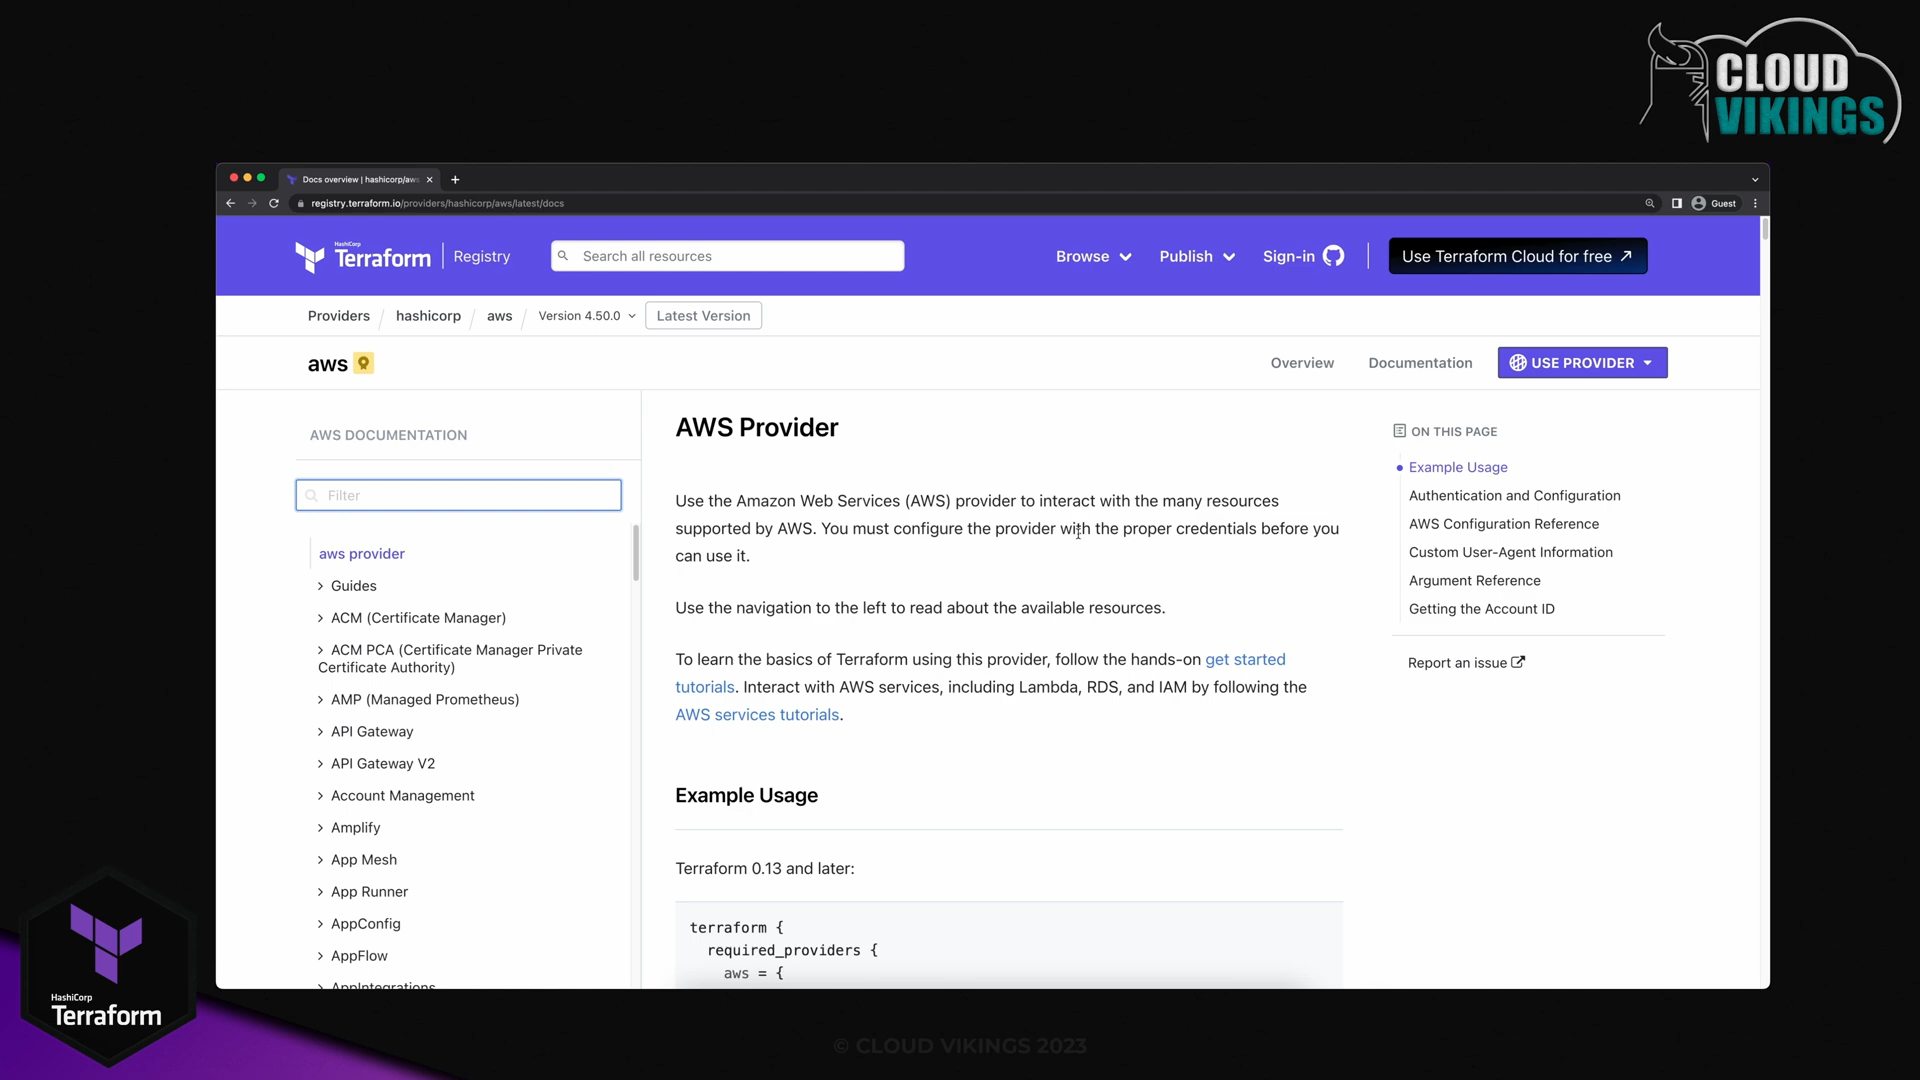 CLOUD
VIKINGS
Docs overview | hashicorp/aws
registry.terraform.io/providers/hashicorp/aws/latest/docs
Guest
HashiCorp
Terraform
Registry
Search all resources
Browse
Publish
Sign-in
Use Terraform Cloud for free
Providers / hashicorp / aws / Version 4.50.0
Latest Version
aws
Overview
Documentation
USE PROVIDER
AWS DOCUMENTATION
Filter
aws provider
Guides
ACM (Certificate Manager)
ACM PCA (Certificate Manager Private
Certificate Authority)
AMP (Managed Prometheus)
API Gateway
API Gateway V2
Account Management
Amplify
App Mesh
App Runner
AppConfig
AppFlow
AppIntegrations
AWS Provider
Use the Amazon Web Services (AWS) provider to interact with the many resources
supported by AWS. You must configure the provider with the proper credentials before you
can use it.
Use the navigation to the left to read about the available resources.
To learn the basics of Terraform using this provider, follow the hands-on get started
tutorials. Interact with AWS services, including Lambda, RDS, and IAM by following the
AWS services tutorials.
Example Usage
Terraform 0.13 and later:
terraform {
required_providers {
aws = {
ON THIS PAGE
Example Usage
Authentication and Configuration
AWS Configuration Reference
Custom User-Agent Information
Argument Reference
Getting the Account ID
Report an issue
HashiCorp
Terraform
© CLOUD VIKINGS 2023